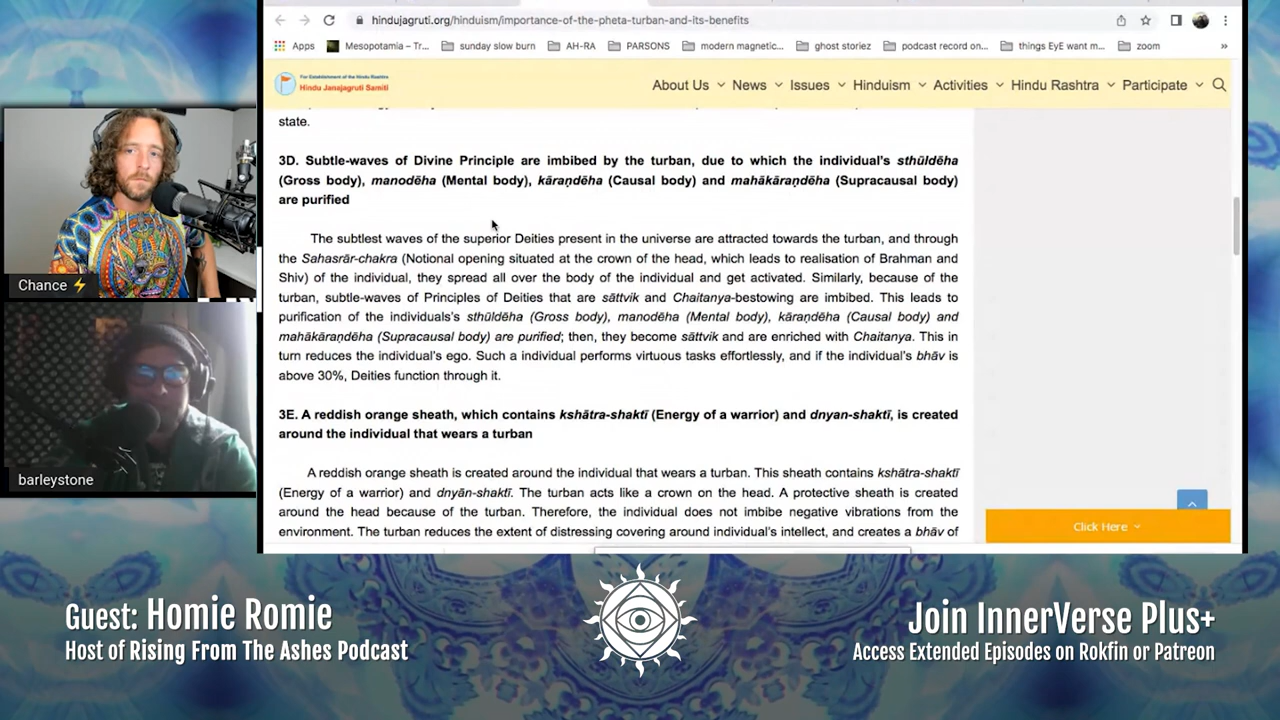 hindujagruti.org/hinduism/importance-of-the-pheta-turban-and-its-benefits
Apps
Mesopotamia – Tr...
sunday slow burn
AH-RA
PARSONS
modern magnetic...
ghost storiez
podcast record on...
things EyE want m...
zoom
»
For Establishment of the Hindu Rashtra
Hindu Janajagruti Samiti
About Us
News
Issues
Hinduism
Activities
Hindu Rashtra
Participate
state.
3D. Subtle-waves of Divine Principle are imbibed by the turban, due to which the individual's sthūldēha
(Gross body), manodēha (Mental body), kāraṇdēha (Causal body) and mahākāraṇdēha (Supracausal body)
are purified
The subtlest waves of the superior Deities present in the universe are attracted towards the turban, and through
the Sahasrār-chakra (Notional opening situated at the crown of the head, which leads to realisation of Brahman and
Shiv) of the individual, they spread all over the body of the individual and get activated. Similarly, because of the
turban, subtle-waves of Principles of Deities that are sāttvik and Chaitanya-bestowing are imbibed. This leads to
purification of the individuals's sthūldēha (Gross body), manodēha (Mental body), kāraṇdēha (Causal body) and
mahākāraṇdēha (Supracausal body) are purified; then, they become sāttvik and are enriched with Chaitanya. This in
turn reduces the individual's ego. Such a individual performs virtuous tasks effortlessly, and if the individual's bhāv is
above 30%, Deities function through it.
3E. A reddish orange sheath, which contains kshātra-shaktī (Energy of a warrior) and dnyan-shaktī, is created
around the individual that wears a turban
A reddish orange sheath is created around the individual that wears a turban. This sheath contains kshātra-shaktī
(Energy of a warrior) and dnyān-shaktī. The turban acts like a crown on the head. A protective sheath is created
around the head because of the turban. Therefore, the individual does not imbibe negative vibrations from the
environment. The turban reduces the extent of distressing covering around individual's intellect, and creates a bhāv of
Click Here
Chance⚡
barleystone
Guest: Homie Romie
Host of Rising From The Ashes Podcast
Join InnerVerse Plus+
Access Extended Episodes on Rokfin or Patreon